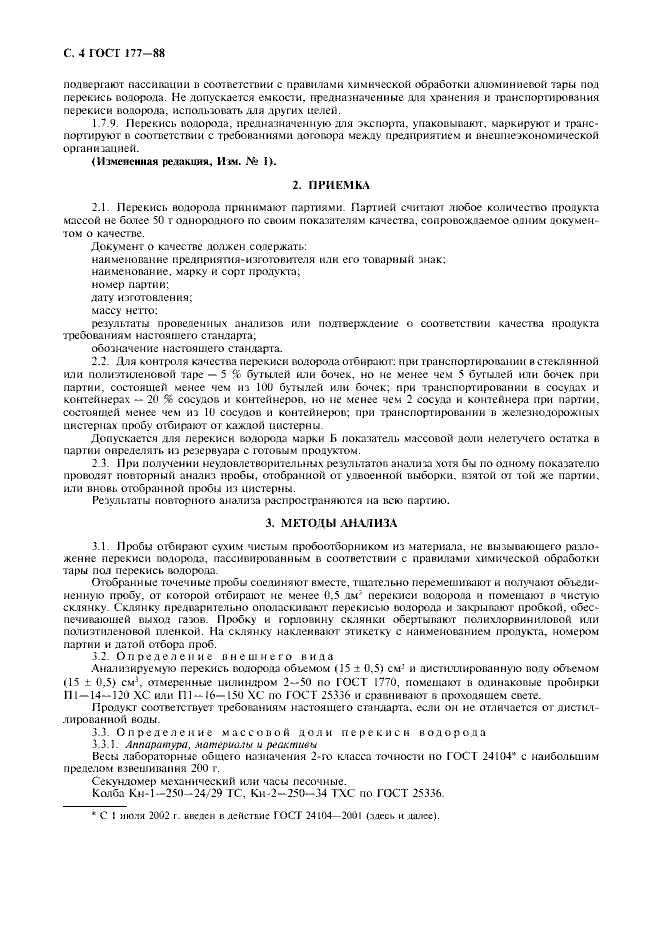 С. 4 ГОСТ 177—88
подвергают пассивации в соответствии с правилами химической обработки алюминиевой тары под
перекись водорода. Не допускается емкости, предназначенные для хранения и транспортирования
перекиси водорода, использовать для других целей.
1.7.9. Перекись водорода, предназначенную для экспорта, упаковывают, маркируют и транс-
портируют в соответствии с требованиями договора между предприятием и внешнеэкономической
организацией.
(Измененная редакция, Изм. № 1).
2. ПРИЕМКА
2.1. Перекись водорода принимают партиями. Партией считают любое количество продукта
массой не более 50 т однородного по своим показателям качества, сопровождаемое одним докумен-
том о качестве.
Документ о качестве должен содержать:
наименование предприятия-изготовителя или его товарный знак;
наименование, марку и сорт продукта;
номер партии;
дату изготовления;
массу нетто;
результаты проведенных анализов или подтверждение о соответствии качества продукта
требованиям настоящего стандарта;
обозначение настоящего стандарта.
2.2. Для контроля качества перекиси водорода отбирают: при транспортировании в стеклянной
или полиэтиленовой таре — 5 % бутылей или бочек, но не менее чем 5 бутылей или бочек при
партии, состоящей менее чем из 100 бутылей или бочек; при транспортировании в сосудах и
контейнерах — 20 % сосудов и контейнеров, но не менее чем 2 сосуда и контейнера при партии,
состоящей менее чем из 10 сосудов и контейнеров; при транспортировании в железнодорожных
цистернах пробу отбирают от каждой цистерны.
Допускается для перекиси водорода марки Б показатель массовой доли нелетучего остатка в
партии определять из резервуара с готовым продуктом.
2.3. При получении неудовлетворительных результатов анализа хотя бы по одному показателю
проводят повторный анализ пробы, отобранной от удвоенной выборки, взятой от той же партии,
или вновь отобранной пробы из цистерны.
Результаты повторного анализа распространяются на всю партию.
3. МЕТОДЫ АНАЛИЗА
3.1. Пробы отбирают сухим чистым пробоотборником из материала, не вызывающего разло-
жение перекиси водорода, пассивированным в соответствии с правилами химической обработки
тары под перекись водорода.
Отобранные точечные пробы соединяют вместе, тщательно перемешивают и получают объеди-
ненную пробу, от которой отбирают не менее 0,5 дм³ перекиси водорода и помещают в чистую
склянку. Склянку предварительно ополаскивают перекисью водорода и закрывают пробкой, обес-
печивающей выход газов. Пробку и горловину склянки обертывают полихлорвиниловой или
полиэтиленовой пленкой. На склянку наклеивают этикетку с наименованием продукта, номером
партии и датой отбора проб.
3.2. Определение внешнего вида
Анализируемую перекись водорода объемом (15 ± 0,5) см³ и дистиллированную воду объемом
(15 ± 0,5) см³, отмеренные цилиндром 2—50 по ГОСТ 1770, помещают в одинаковые пробирки
П1—14—120 ХС или П1—16—150 ХС по ГОСТ 25336 и сравнивают в проходящем свете.
Продукт соответствует требованиям настоящего стандарта, если он не отличается от дистил-
лированной воды.
3.3. Определение массовой доли перекиси водорода
3.3.1. Аппаратура, материалы и реактивы
Весы лабораторные общего назначения 2-го класса точности по ГОСТ 24104* с наибольшим
пределом взвешивания 200 г.
Секундомер механический или часы песочные.
Колба Кн-1—250—24/29 ТС, Кн-2—250—34 ТХС по ГОСТ 25336.
* С 1 июля 2002 г. введен в действие ГОСТ 24104—2001 (здесь и далее).